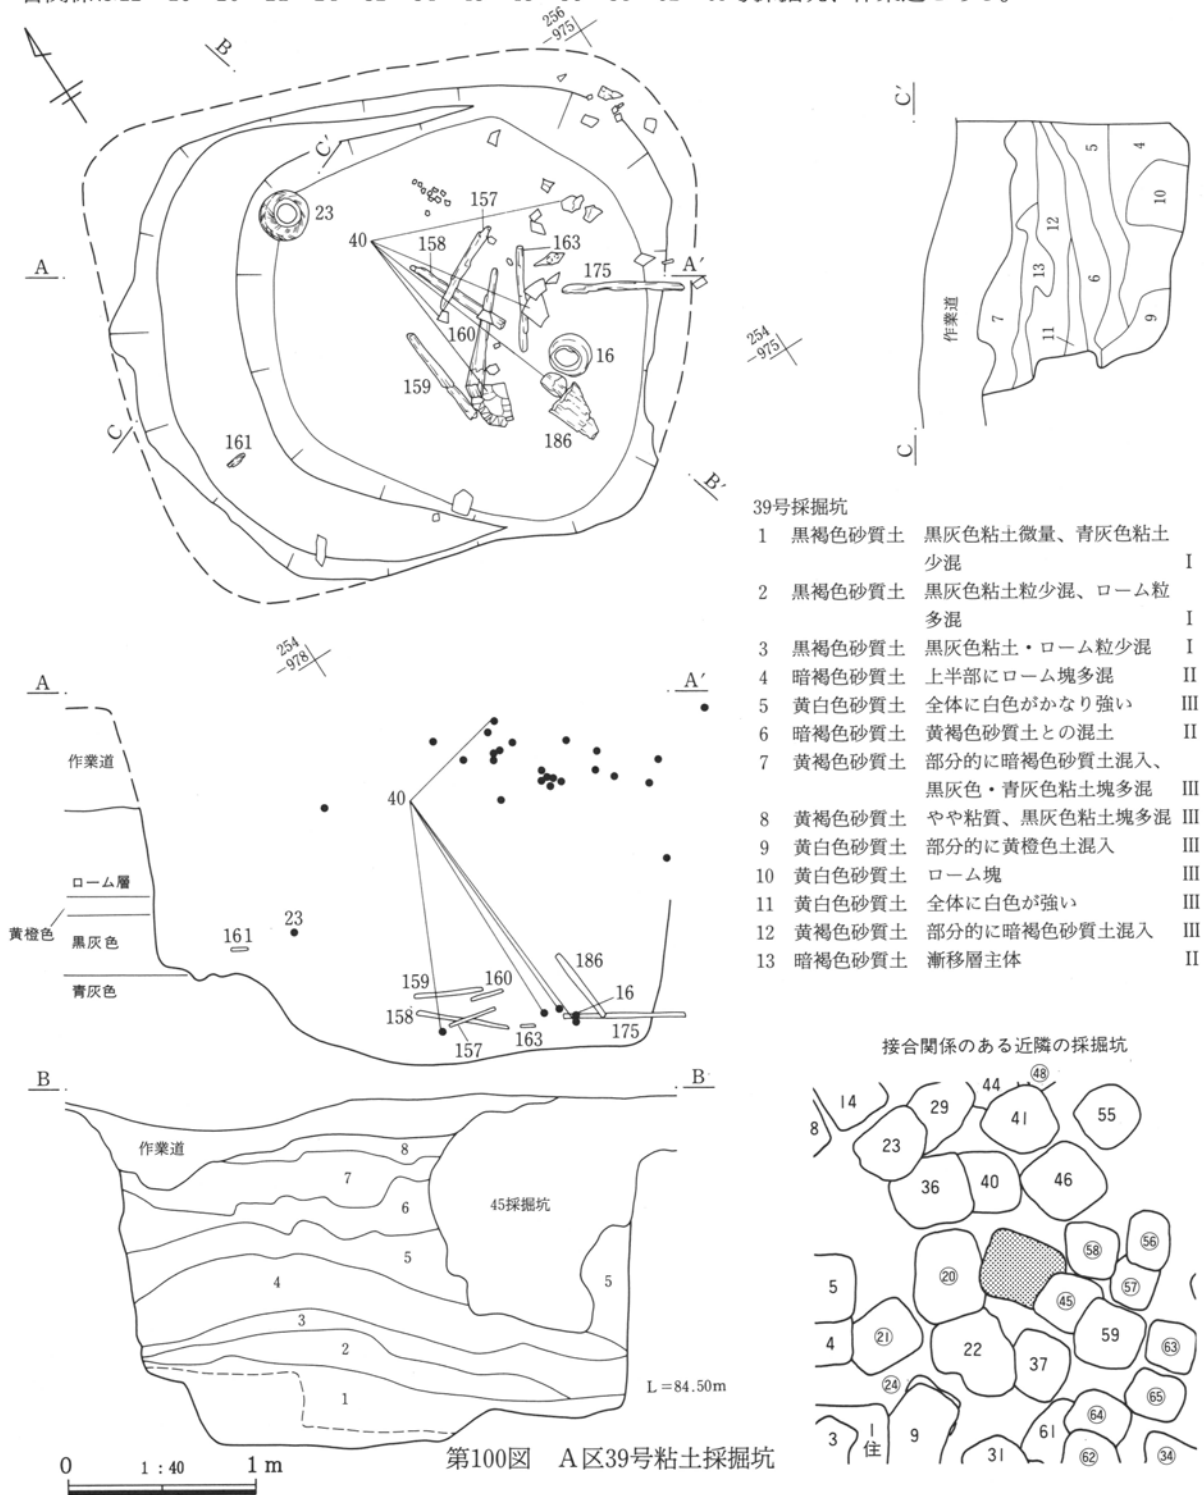 256
-975
B
C'
C'
23
157
40
158
163
A
175
A'
160
159
16
186
161
C
B'
254
-975
5
4
10
12
13
6
7
11
9
作業道
C
254
-978
A
A'
作業道
40
ローム層
黄橙色
黒灰色
青灰色
23
161
159
160
186
16
158
157
163
175
B
B
作業道
8
7
6
45採掘坑
5
5
4
3
2
1
L=84.50m
0
1:40
1m
39号採掘坑
1 黒褐色砂質土 黒灰色粘土微量、青灰色粘土
少混 I
2 黒褐色砂質土 黒灰色粘土粒少混、ローム粒
多混 I
3 黒褐色砂質土 黒灰色粘土・ローム粒少混 I
4 暗褐色砂質土 上半部にローム塊多混 II
5 黄白色砂質土 全体に白色がかなり強い III
6 暗褐色砂質土 黄褐色砂質土との混土 II
7 黄褐色砂質土 部分的に暗褐色砂質土混入、
黒灰色・青灰色粘土塊多混 III
8 黄褐色砂質土 やや粘質、黒灰色粘土塊多混 III
9 黄白色砂質土 部分的に黄橙色土混入 III
10 黄白色砂質土 ローム塊 III
11 黄白色砂質土 全体に白色が強い III
12 黄褐色砂質土 部分的に暗褐色砂質土混入 III
13 暗褐色砂質土 漸移層主体 II
接合関係のある近隣の採掘坑
14
29
44
㊽
8
23
41
55
36
40
46
5
⑳
58
56
57
㊺
4
㉑
22
37
59
63
㉔
65
3
1住
9
31
61
64
62
㉞
第100図 A区39号粘土採掘坑